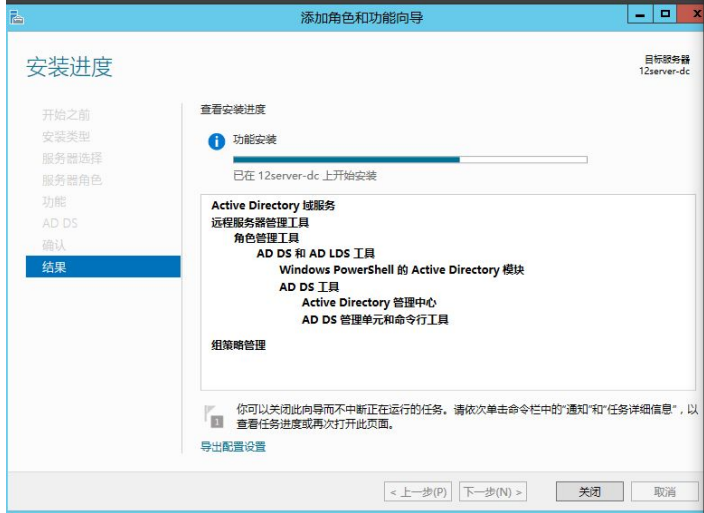 添加角色和功能向导
安装进度
目标服务器
12server-dc
开始之前
安装类型
服务器选择
服务器角色
功能
AD DS
确认
结果
查看安装进度
功能安装
已在 12server-dc 上开始安装
Active Directory 域服务
远程服务器管理工具
角色管理工具
AD DS 和 AD LDS 工具
Windows PowerShell 的 Active Directory 模块
AD DS 工具
Active Directory 管理中心
AD DS 管理单元和命令行工具
组策略管理
1
你可以关闭此向导而不中断正在运行的任务。请依次单击命令栏中的“通知”和“任务详细信息”，以
查看任务进度或再次打开此页面。
导出配置设置
< 上一步(P)
下一步(N) >
关闭
取消